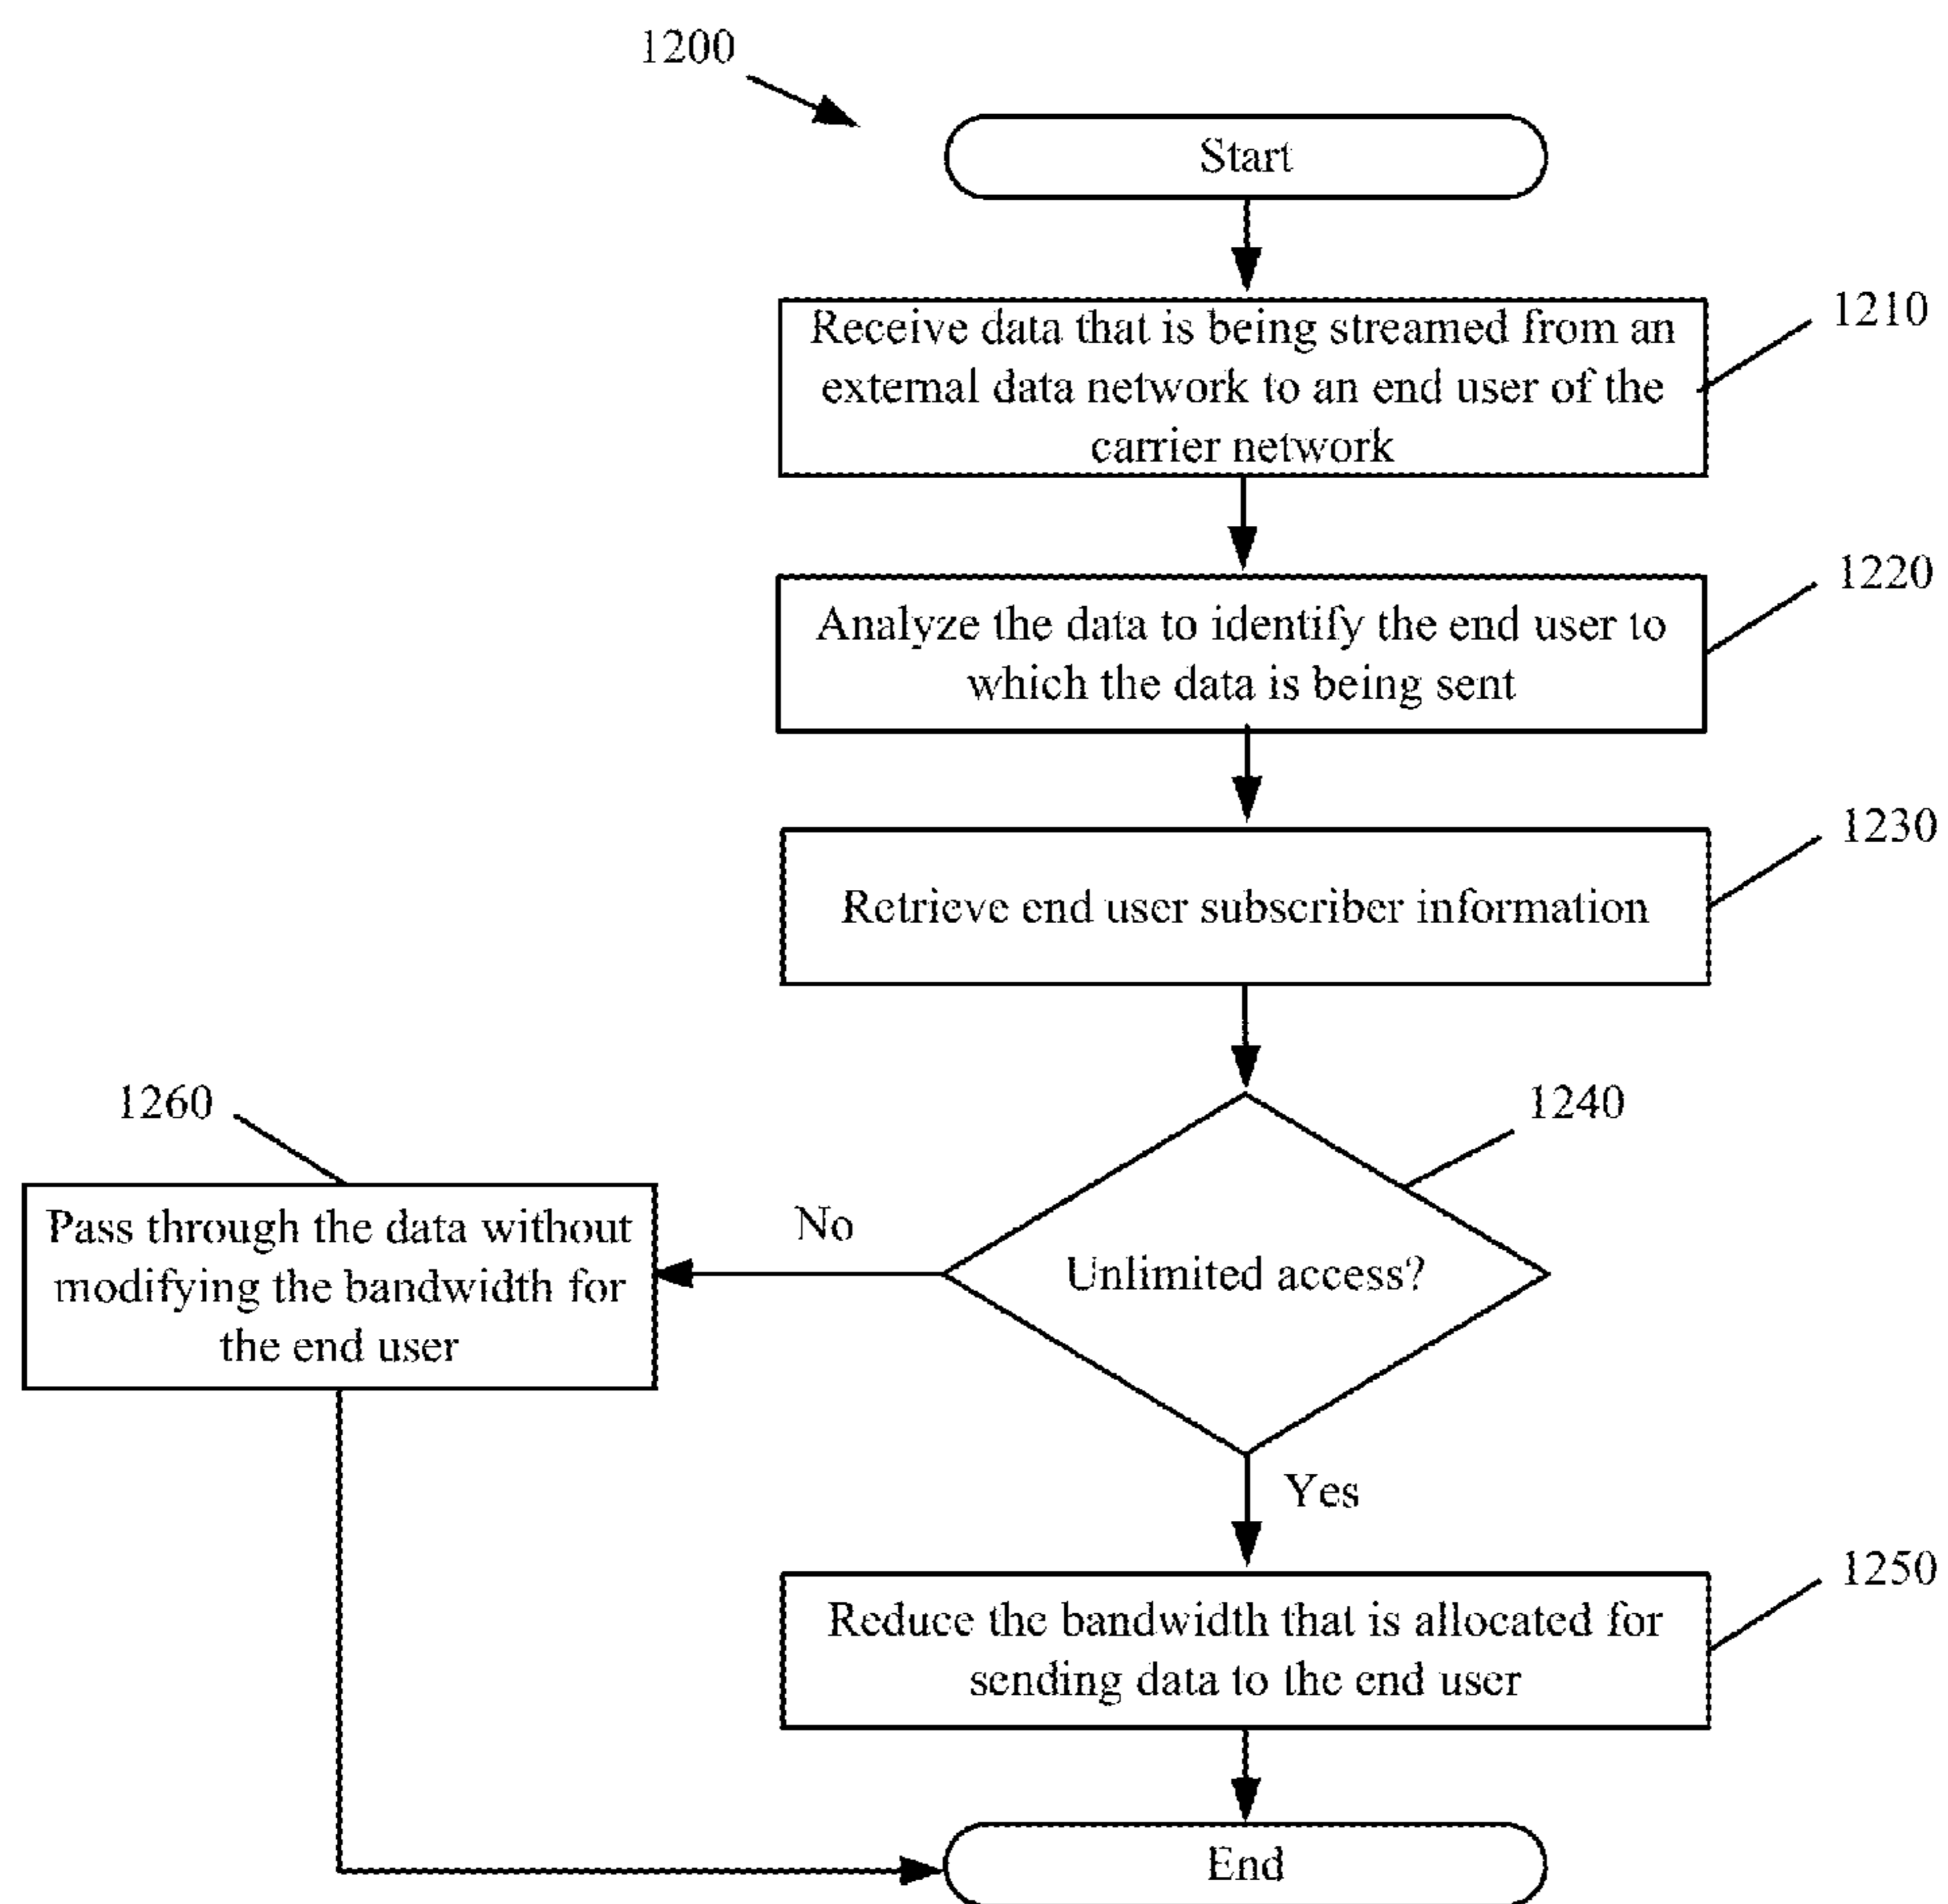 1200
Start
Receive data that is being streamed from an
external data network to an end user of the
carrier network
1210
Analyze the data to identify the end user to
which the data is being sent
1220
Retrieve end user subscriber information
1230
1260
1240
Pass through the data without
modifying the bandwidth for
the end user
No
Unlimited access?
Yes
Reduce the bandwidth that is allocated for
sending data to the end user
1250
End